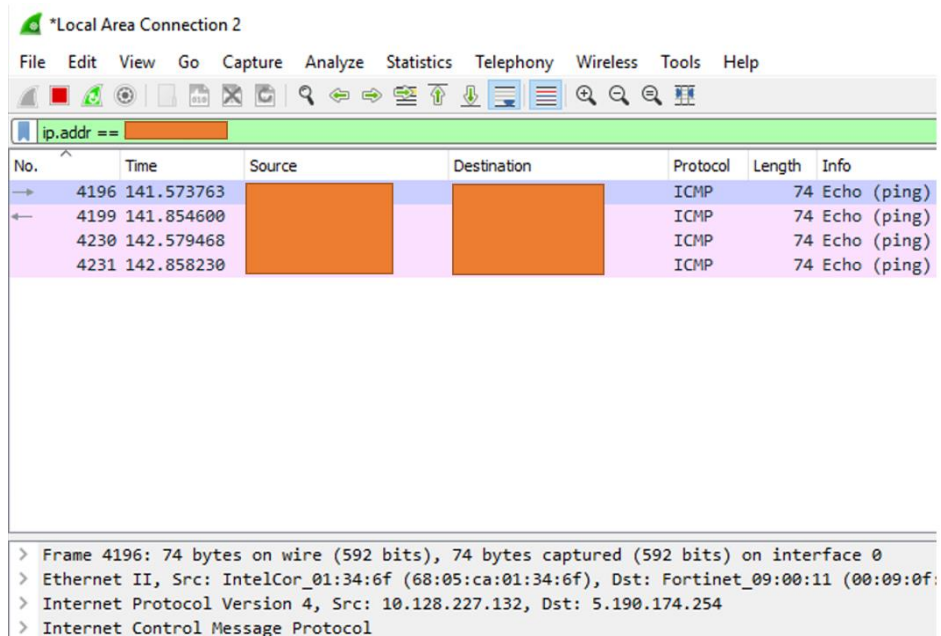 *Local Area Connection 2
File Edit View Go Capture Analyze Statistics Telephony Wireless Tools Help
ip.addr ==
No. Time Source Destination Protocol Length Info
4196 141.573763 ICMP 74 Echo (ping)
4199 141.854600 ICMP 74 Echo (ping)
4230 142.579468 ICMP 74 Echo (ping)
4231 142.858230 ICMP 74 Echo (ping)
> Frame 4196: 74 bytes on wire (592 bits), 74 bytes captured (592 bits) on interface 0
> Ethernet II, Src: IntelCor_01:34:6f (68:05:ca:01:34:6f), Dst: Fortinet_09:00:11 (00:09:0f:
> Internet Protocol Version 4, Src: 10.128.227.132, Dst: 5.190.174.254
> Internet Control Message Protocol